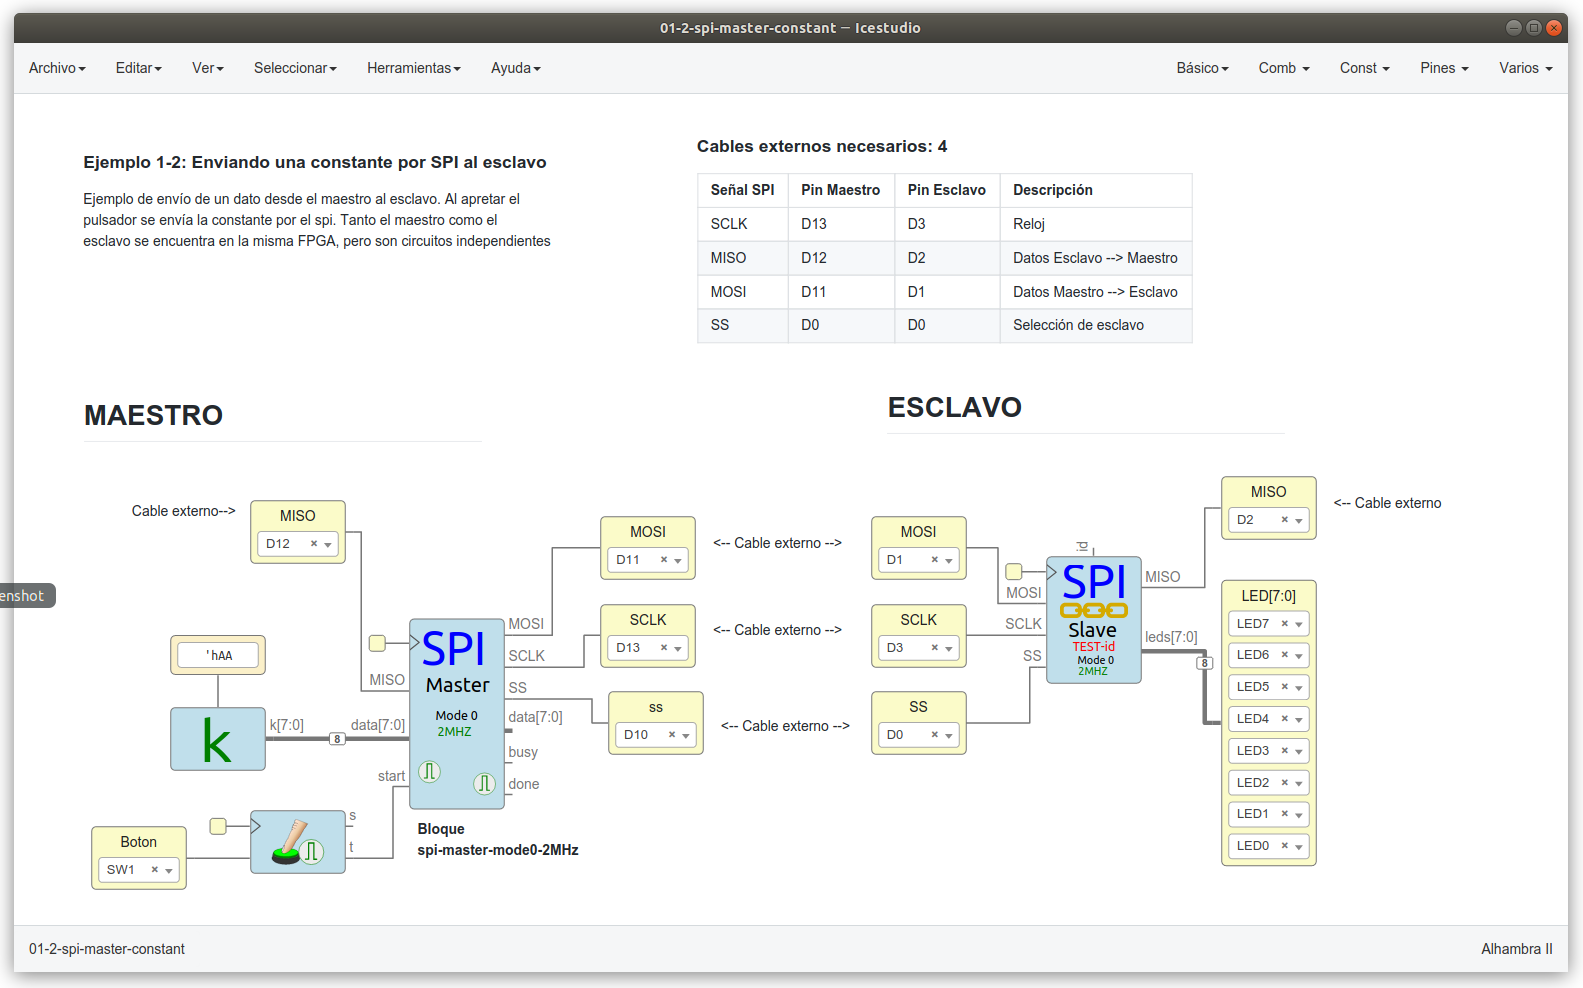 01-2-spi-master-constant — Icestudio
Archivo Editar Ver Seleccionar Herramientas Ayuda Básico Comb Const Pines Varios
Ejemplo 1-2: Enviando una constante por SPI al esclavo
Ejemplo de envío de un dato desde el maestro al esclavo. Al apretar el
pulsador se envía la constante por el spi. Tanto el maestro como el
esclavo se encuentra en la misma FPGA, pero son circuitos independientes
Cables externos necesarios: 4
Señal SPI Pin Maestro Pin Esclavo Descripción
SCLK D13 D3 Reloj
MISO D12 D2 Datos Esclavo --> Maestro
MOSI D11 D1 Datos Maestro --> Esclavo
SS D0 D0 Selección de esclavo
MAESTRO
Cable externo-->
MISO
D12
'hAA
k
k[7:0]
8
Boton
SW1
s
t
MISO
data[7:0]
start
SPI
Master
Mode 0
2MHZ
MOSI
SCLK
SS
data[7:0]
busy
done
Bloque
spi-master-mode0-2MHz
MOSI
D11
SCLK
D13
ss
D10
<-- Cable externo -->
<-- Cable externo -->
<-- Cable externo -->
ESCLAVO
MOSI
D1
SCLK
D3
SS
D0
id
MOSI
SCLK
SS
SPI
Slave
TEST-id
Mode 0
2MHZ
MISO
leds[7:0]
8
MISO
D2
<-- Cable externo
LED[7:0]
LED7
LED6
LED5
LED4
LED3
LED2
LED1
LED0
enshot
01-2-spi-master-constant Alhambra II